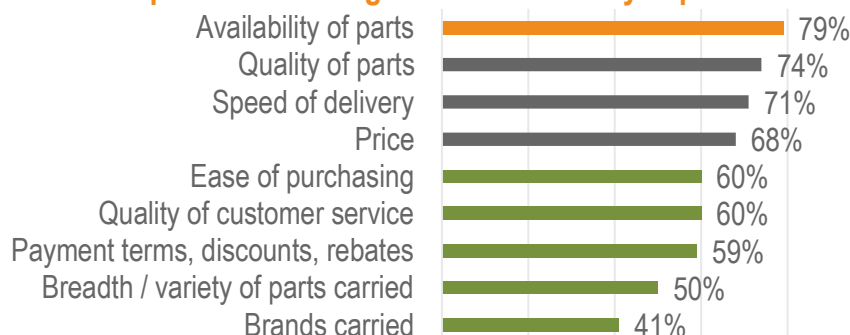 Availability of parts 79%
Quality of parts 74%
Speed of delivery 71%
Price 68%
Ease of purchasing 60%
Quality of customer service 60%
Payment terms, discounts, rebates 59%
Breadth / variety of parts carried 50%
Brands carried 41%